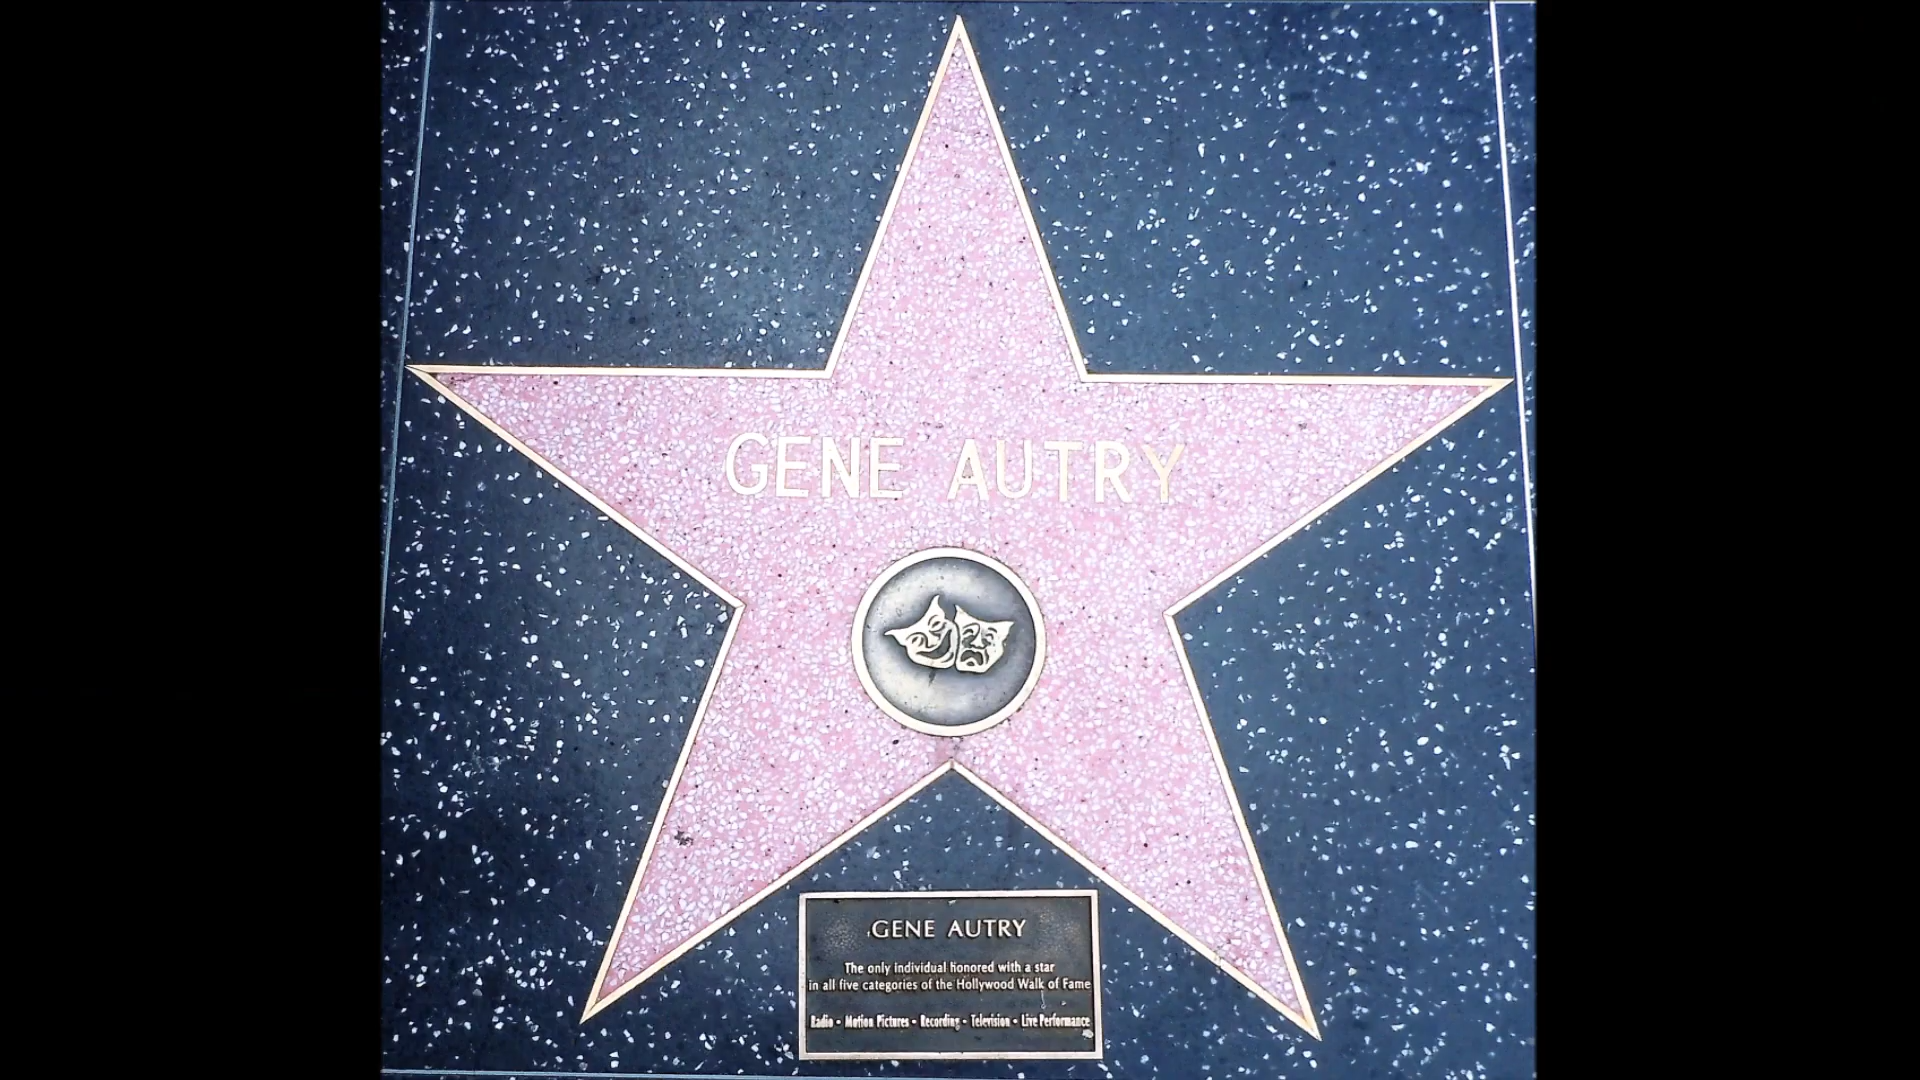 GENE AUTRY
GENE AUTRY
The only individual honored with a star
in all five categories of the Hollywood Walk of Fame
Radio • Motion Pictures • Recording • Television • Live Performance